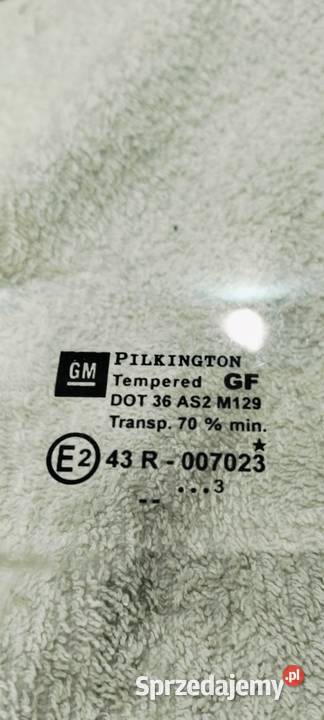 GM
PILKINGTON
Tempered GF
DOT 36 AS2 M129
Transp. 70 % min.
E2 43 R - 007023
★
-- ...3
Sprzedajemy.pl